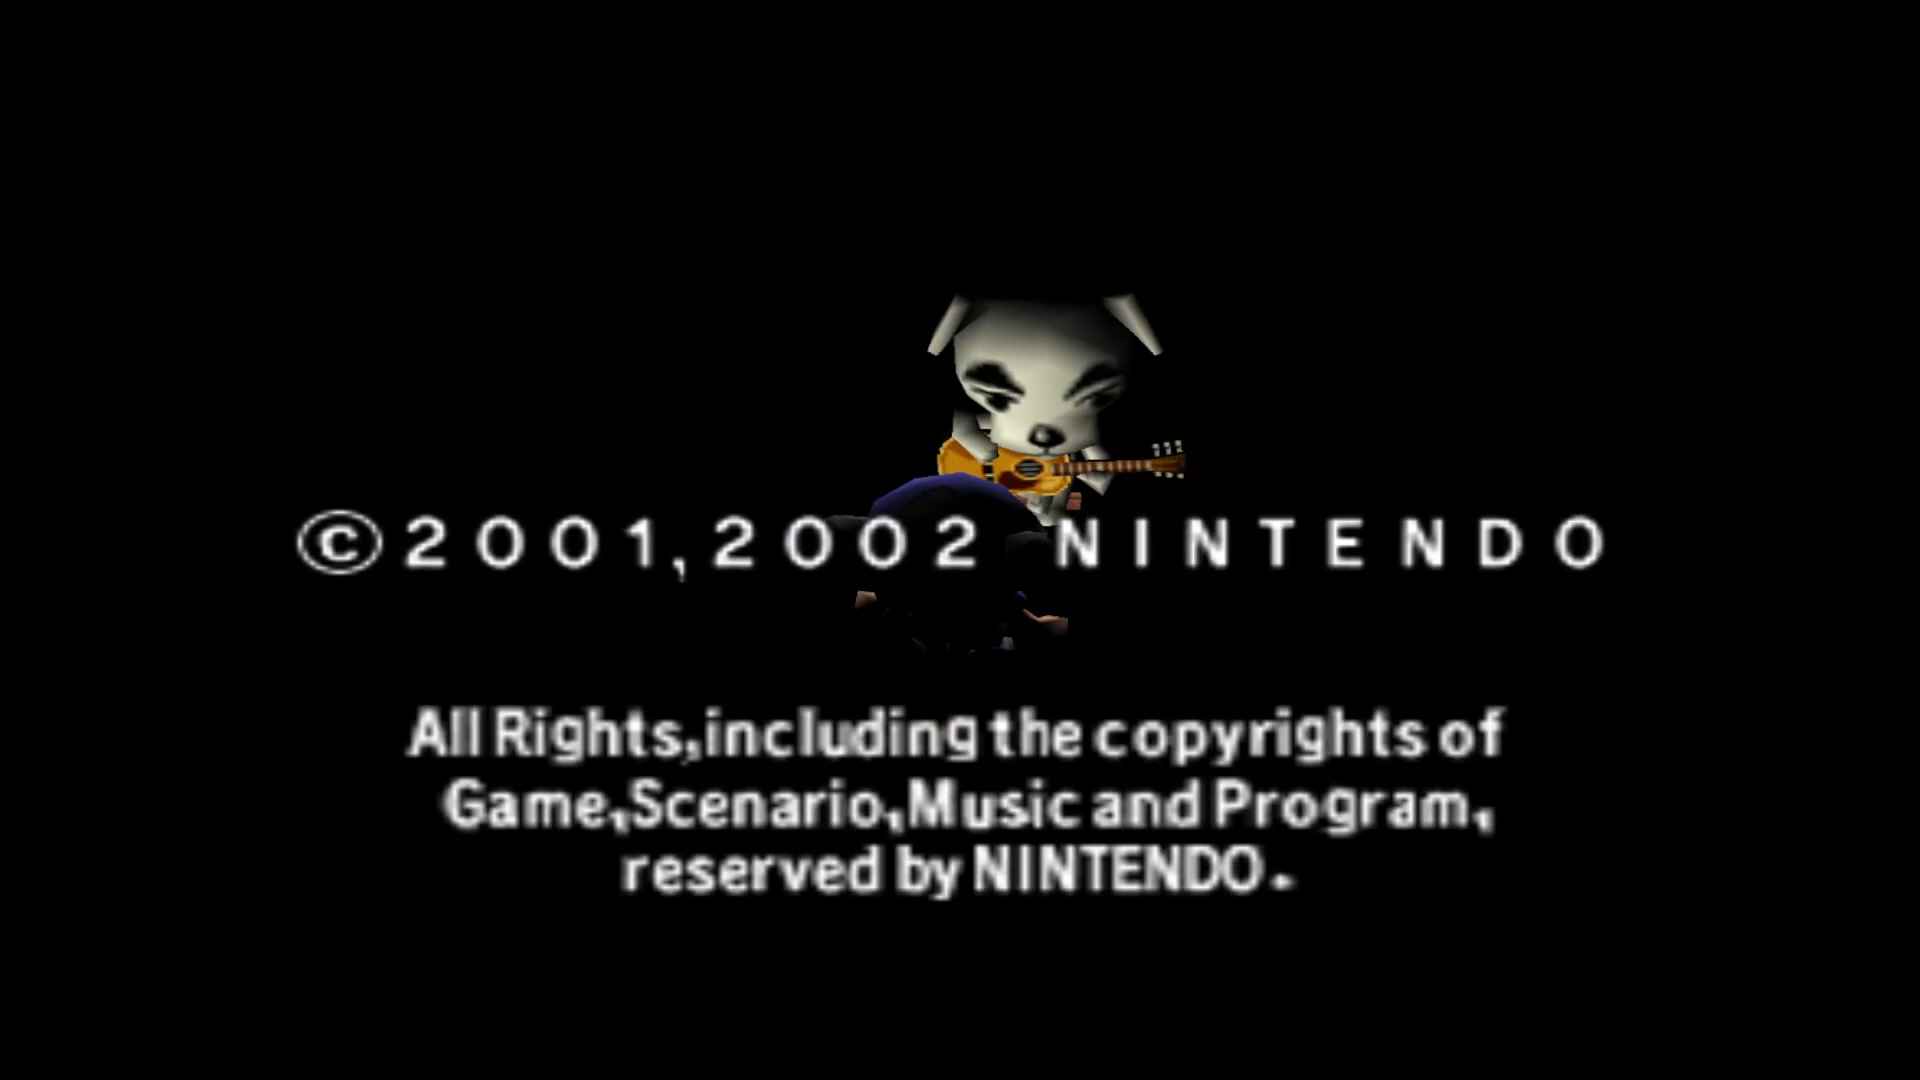 ©2001,2002 NINTENDO
All Rights,including the copyrights of
Game,Scenario,Music and Program,
reserved by NINTENDO.